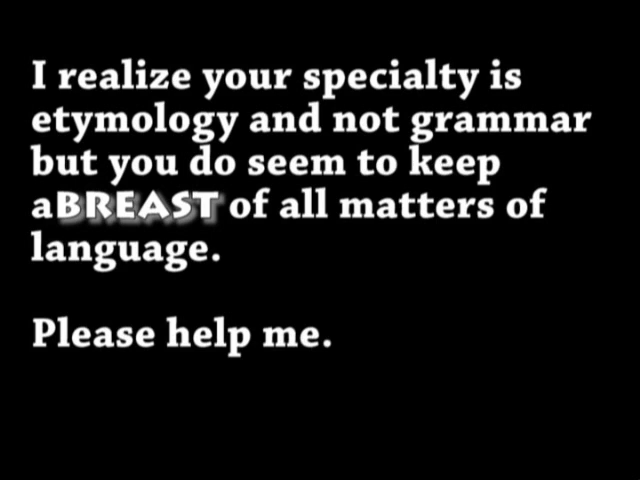 I realize your specialty is
etymology and not grammar
but you do seem to keep
aBREAST of all matters of
language.
Please help me.